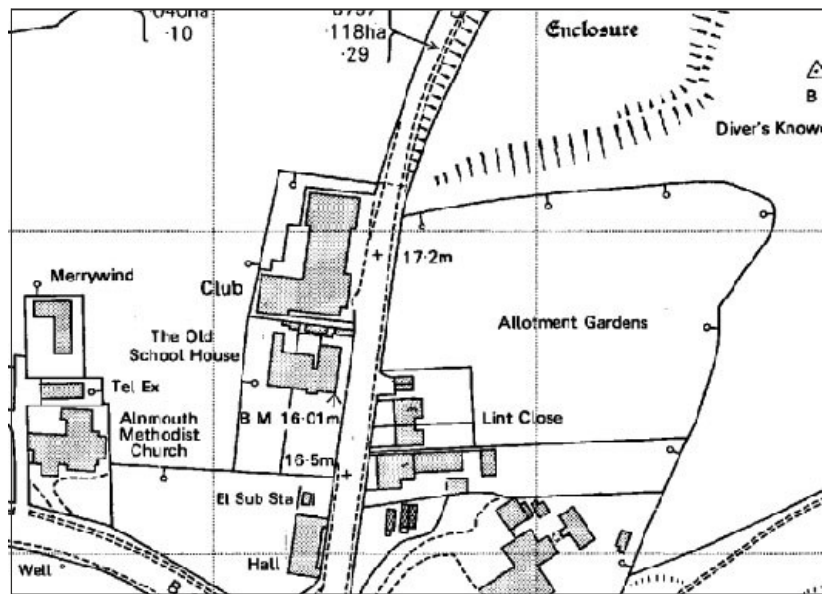 ·118ha
·10
·29
Enclosure
B
Diver's Know
17·2m
Merrywind
Club
Allotment Gardens
The Old
School House
Tel Ex
B M 16·01m
Lint Close
Alnmouth
Methodist
Church
16·5m
El Sub Sta
Hall
Well
B